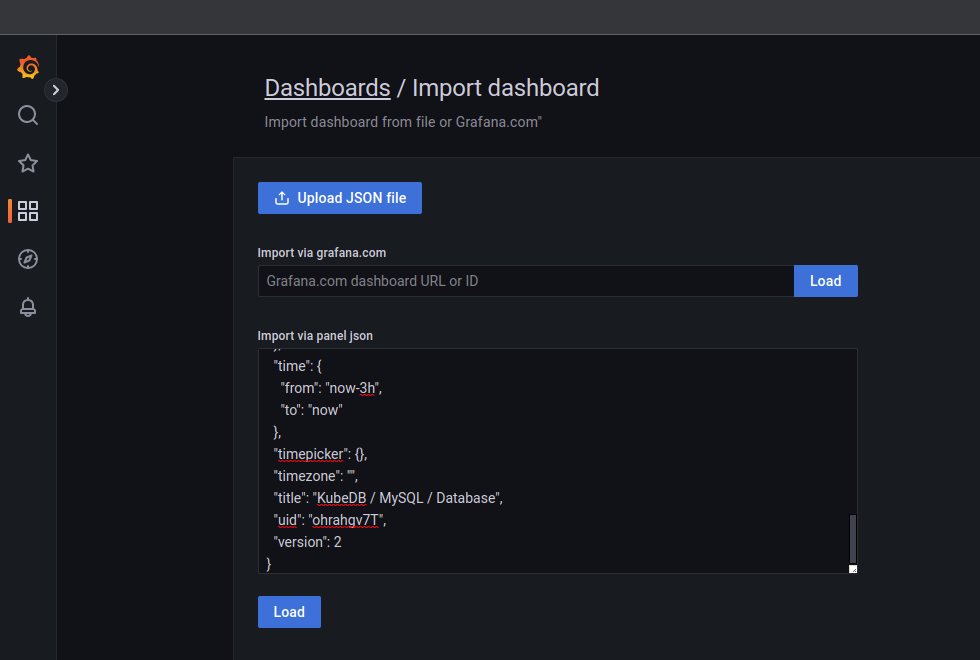 Dashboards / Import dashboard
Import dashboard from file or Grafana.com"
Upload JSON file
Import via grafana.com
Grafana.com dashboard URL or ID
Load
Import via panel json
"time": {
"from": "now-3h",
"to": "now"
},
"timepicker": {},
"timezone": "",
"title": "KubeDB / MySQL / Database",
"uid": "ohrahgv7T",
"version": 2
}
Load